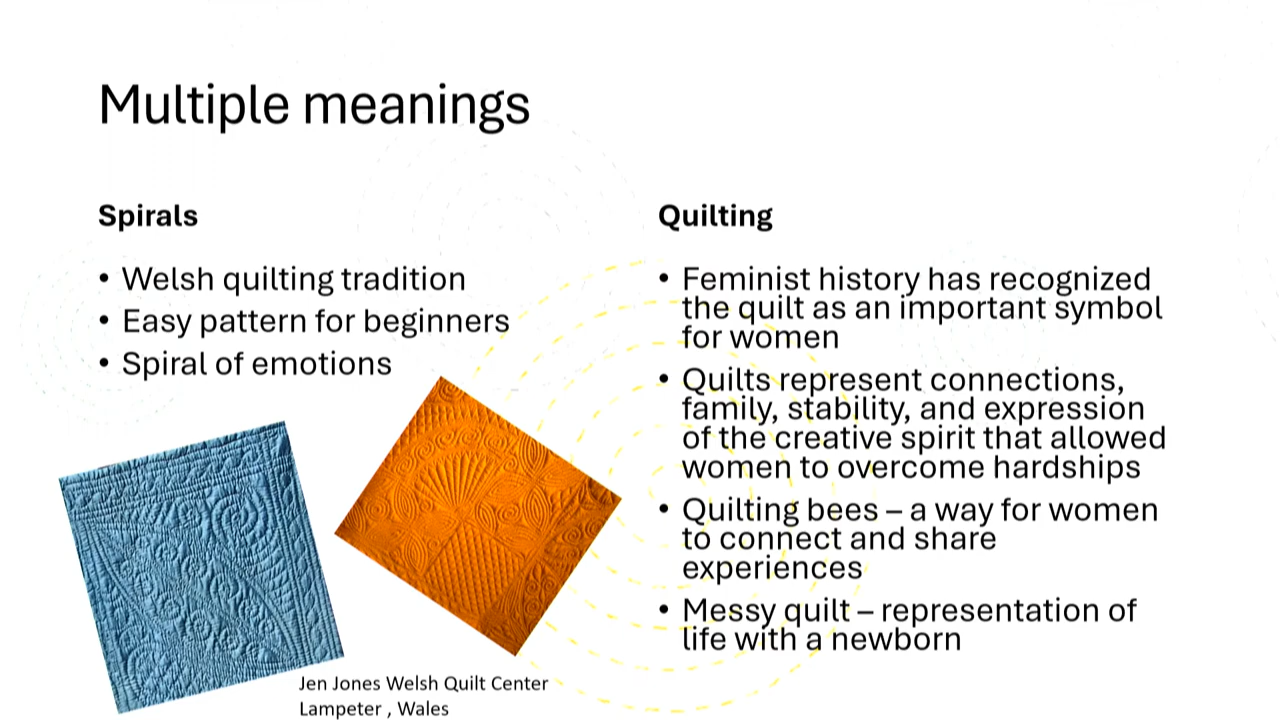 Multiple meanings
Spirals
• Welsh quilting tradition
• Easy pattern for beginners
• Spiral of emotions
Quilting
• Feminist history has recognized
the quilt as an important symbol
for women
• Quilts represent connections,
family, stability, and expression
of the creative spirit that allowed
women to overcome hardships
• Quilting bees – a way for women
to connect and share
experiences
• Messy quilt – representation of
life with a newborn
Jen Jones Welsh Quilt Center
Lampeter , Wales